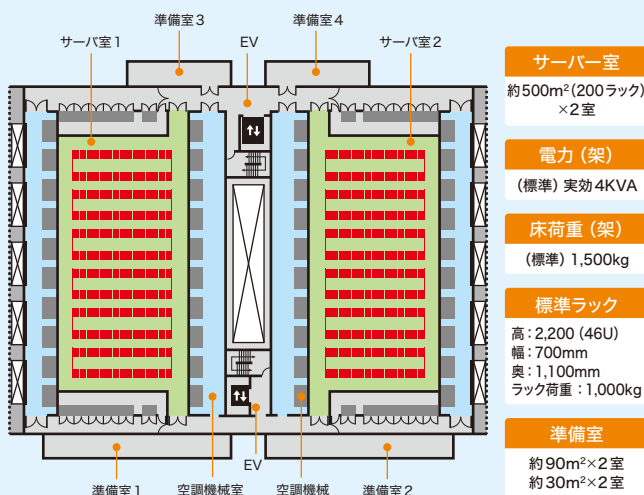 準備室3
準備室4
サーバ室1
EV
サーバ室2
サーバー室
約500m²(200ラック)
×2室
電力(架)
(標準)実効4KVA
床荷重(架)
(標準)1,500kg
標準ラック
高:2,200(46U)
幅:700mm
奥:1,100mm
ラック荷重:1,000kg
準備室
約90m²×2室
約30m²×2室
EV
準備室1
空調機械室
空調機械
準備室2